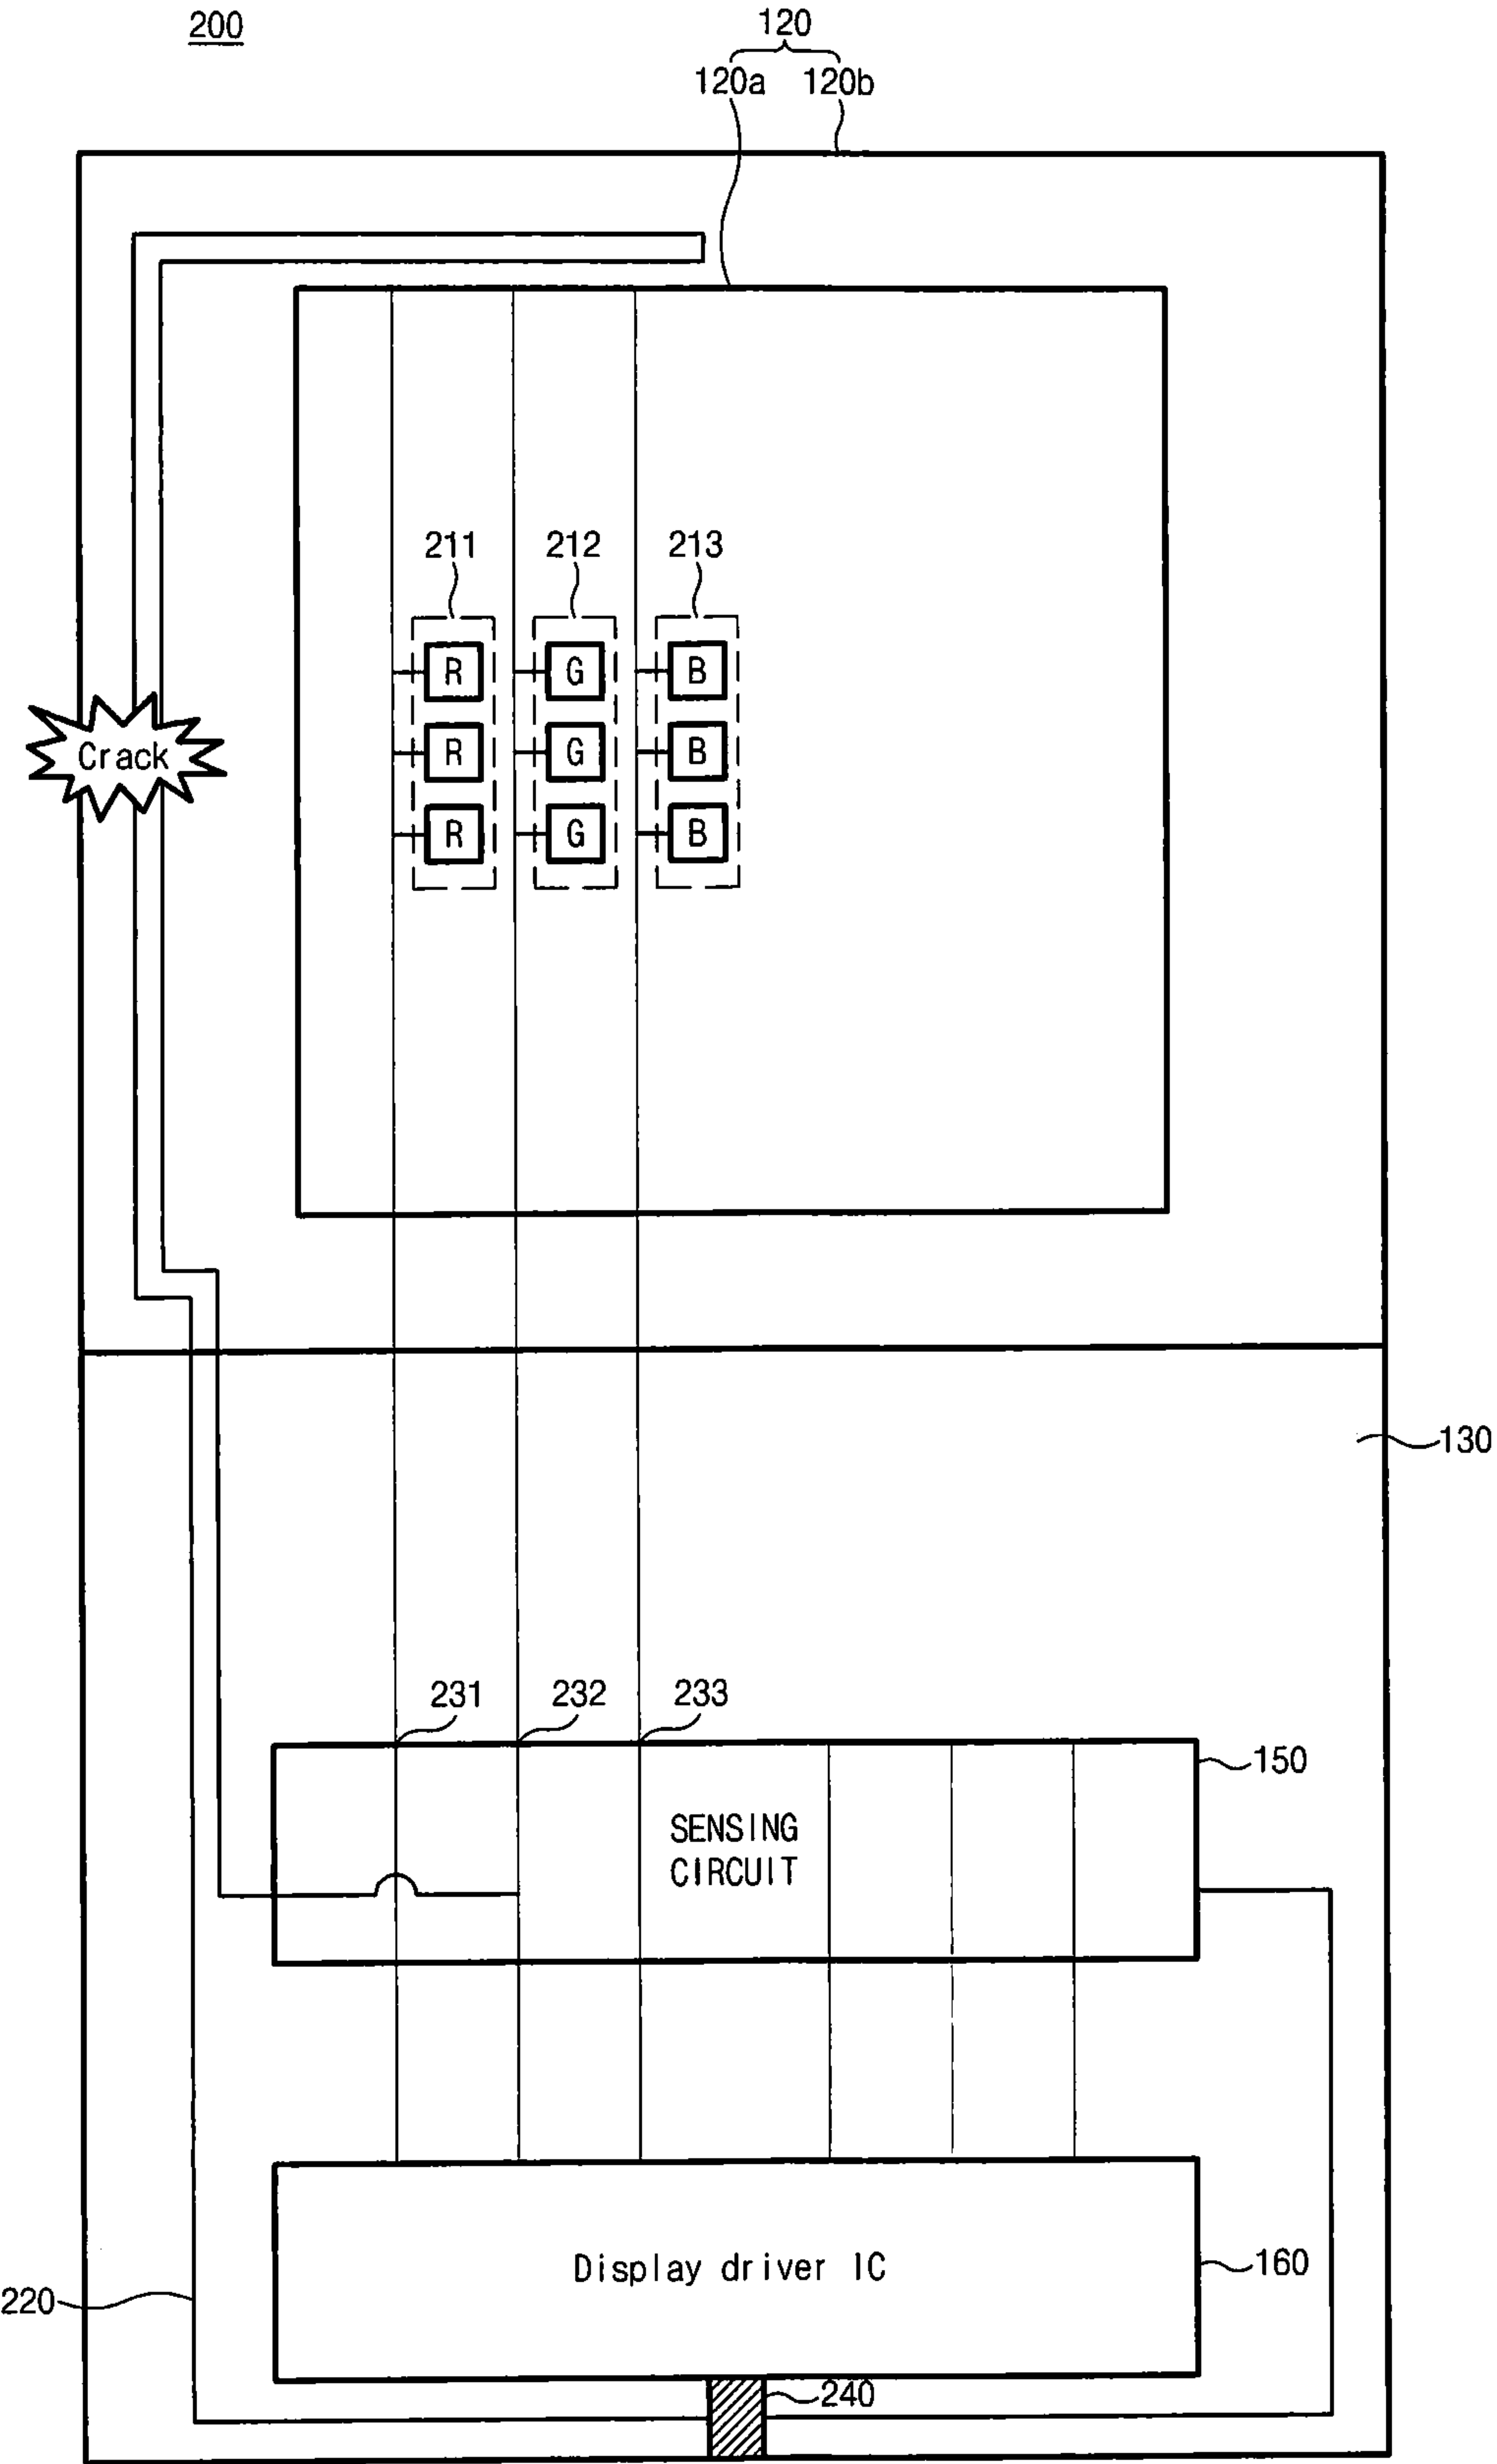 200
120
120a 120b
211 212 213
R G B
Crack
R G B
R G B
130
231 232 233
150
SENSING
CIRCUIT
Display driver IC
160
220
240